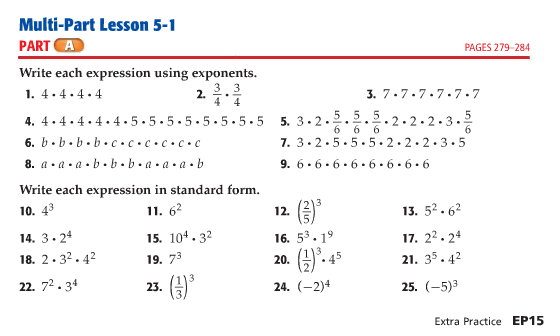 Multi-Part Lesson 5-1
PART A PAGES 279–284
Write each expression using exponents.
1. 4 • 4 • 4 • 4 2. 3/4 • 3/4 3. 7 • 7 • 7 • 7 • 7 • 7
4. 4 • 4 • 4 • 4 • 4 • 5 • 5 • 5 • 5 • 5 • 5 • 5 • 5 5. 3 • 2 • 5/6 • 5/6 • 5/6 • 2 • 2 • 2 • 3 • 5/6
6. b • b • b • b • c • c • c • c • c • c 7. 3 • 2 • 5 • 5 • 5 • 2 • 2 • 2 • 3 • 5
8. a • a • a • b • b • b • a • a • a • b 9. 6 • 6 • 6 • 6 • 6 • 6 • 6 • 6
Write each expression in standard form.
10. 4³ 11. 6² 12. (2/5)³ 13. 5² • 6²
14. 3 • 2⁴ 15. 10⁴ • 3² 16. 5³ • 1⁹ 17. 2² • 2⁴
18. 2 • 3² • 4² 19. 7³ 20. (1/2)³ • 4⁵ 21. 3⁵ • 4²
22. 7² • 3⁴ 23. (1/3)³ 24. (−2)⁴ 25. (−5)³
Extra Practice EP15